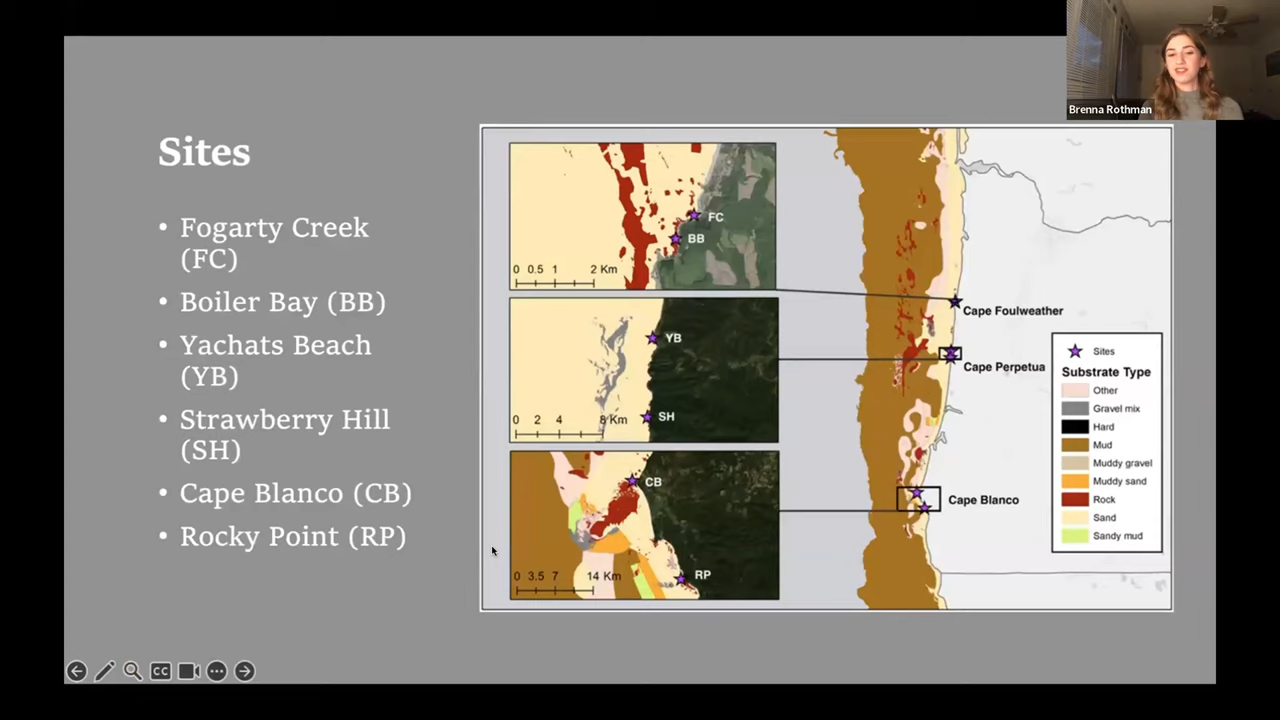 Brenna Rothman
Sites
• Fogarty Creek
(FC)
• Boiler Bay (BB)
• Yachats Beach
(YB)
• Strawberry Hill
(SH)
• Cape Blanco (CB)
• Rocky Point (RP)
FC
BB
0 0.5 1 2 Km
YB
SH
0 2 4 8 Km
CB
RP
0 3.5 7 14 Km
Cape Foulweather
Cape Perpetua
Cape Blanco
Sites
Substrate Type
Other
Gravel mix
Hard
Mud
Muddy gravel
Muddy sand
Rock
Sand
Sandy mud
CC